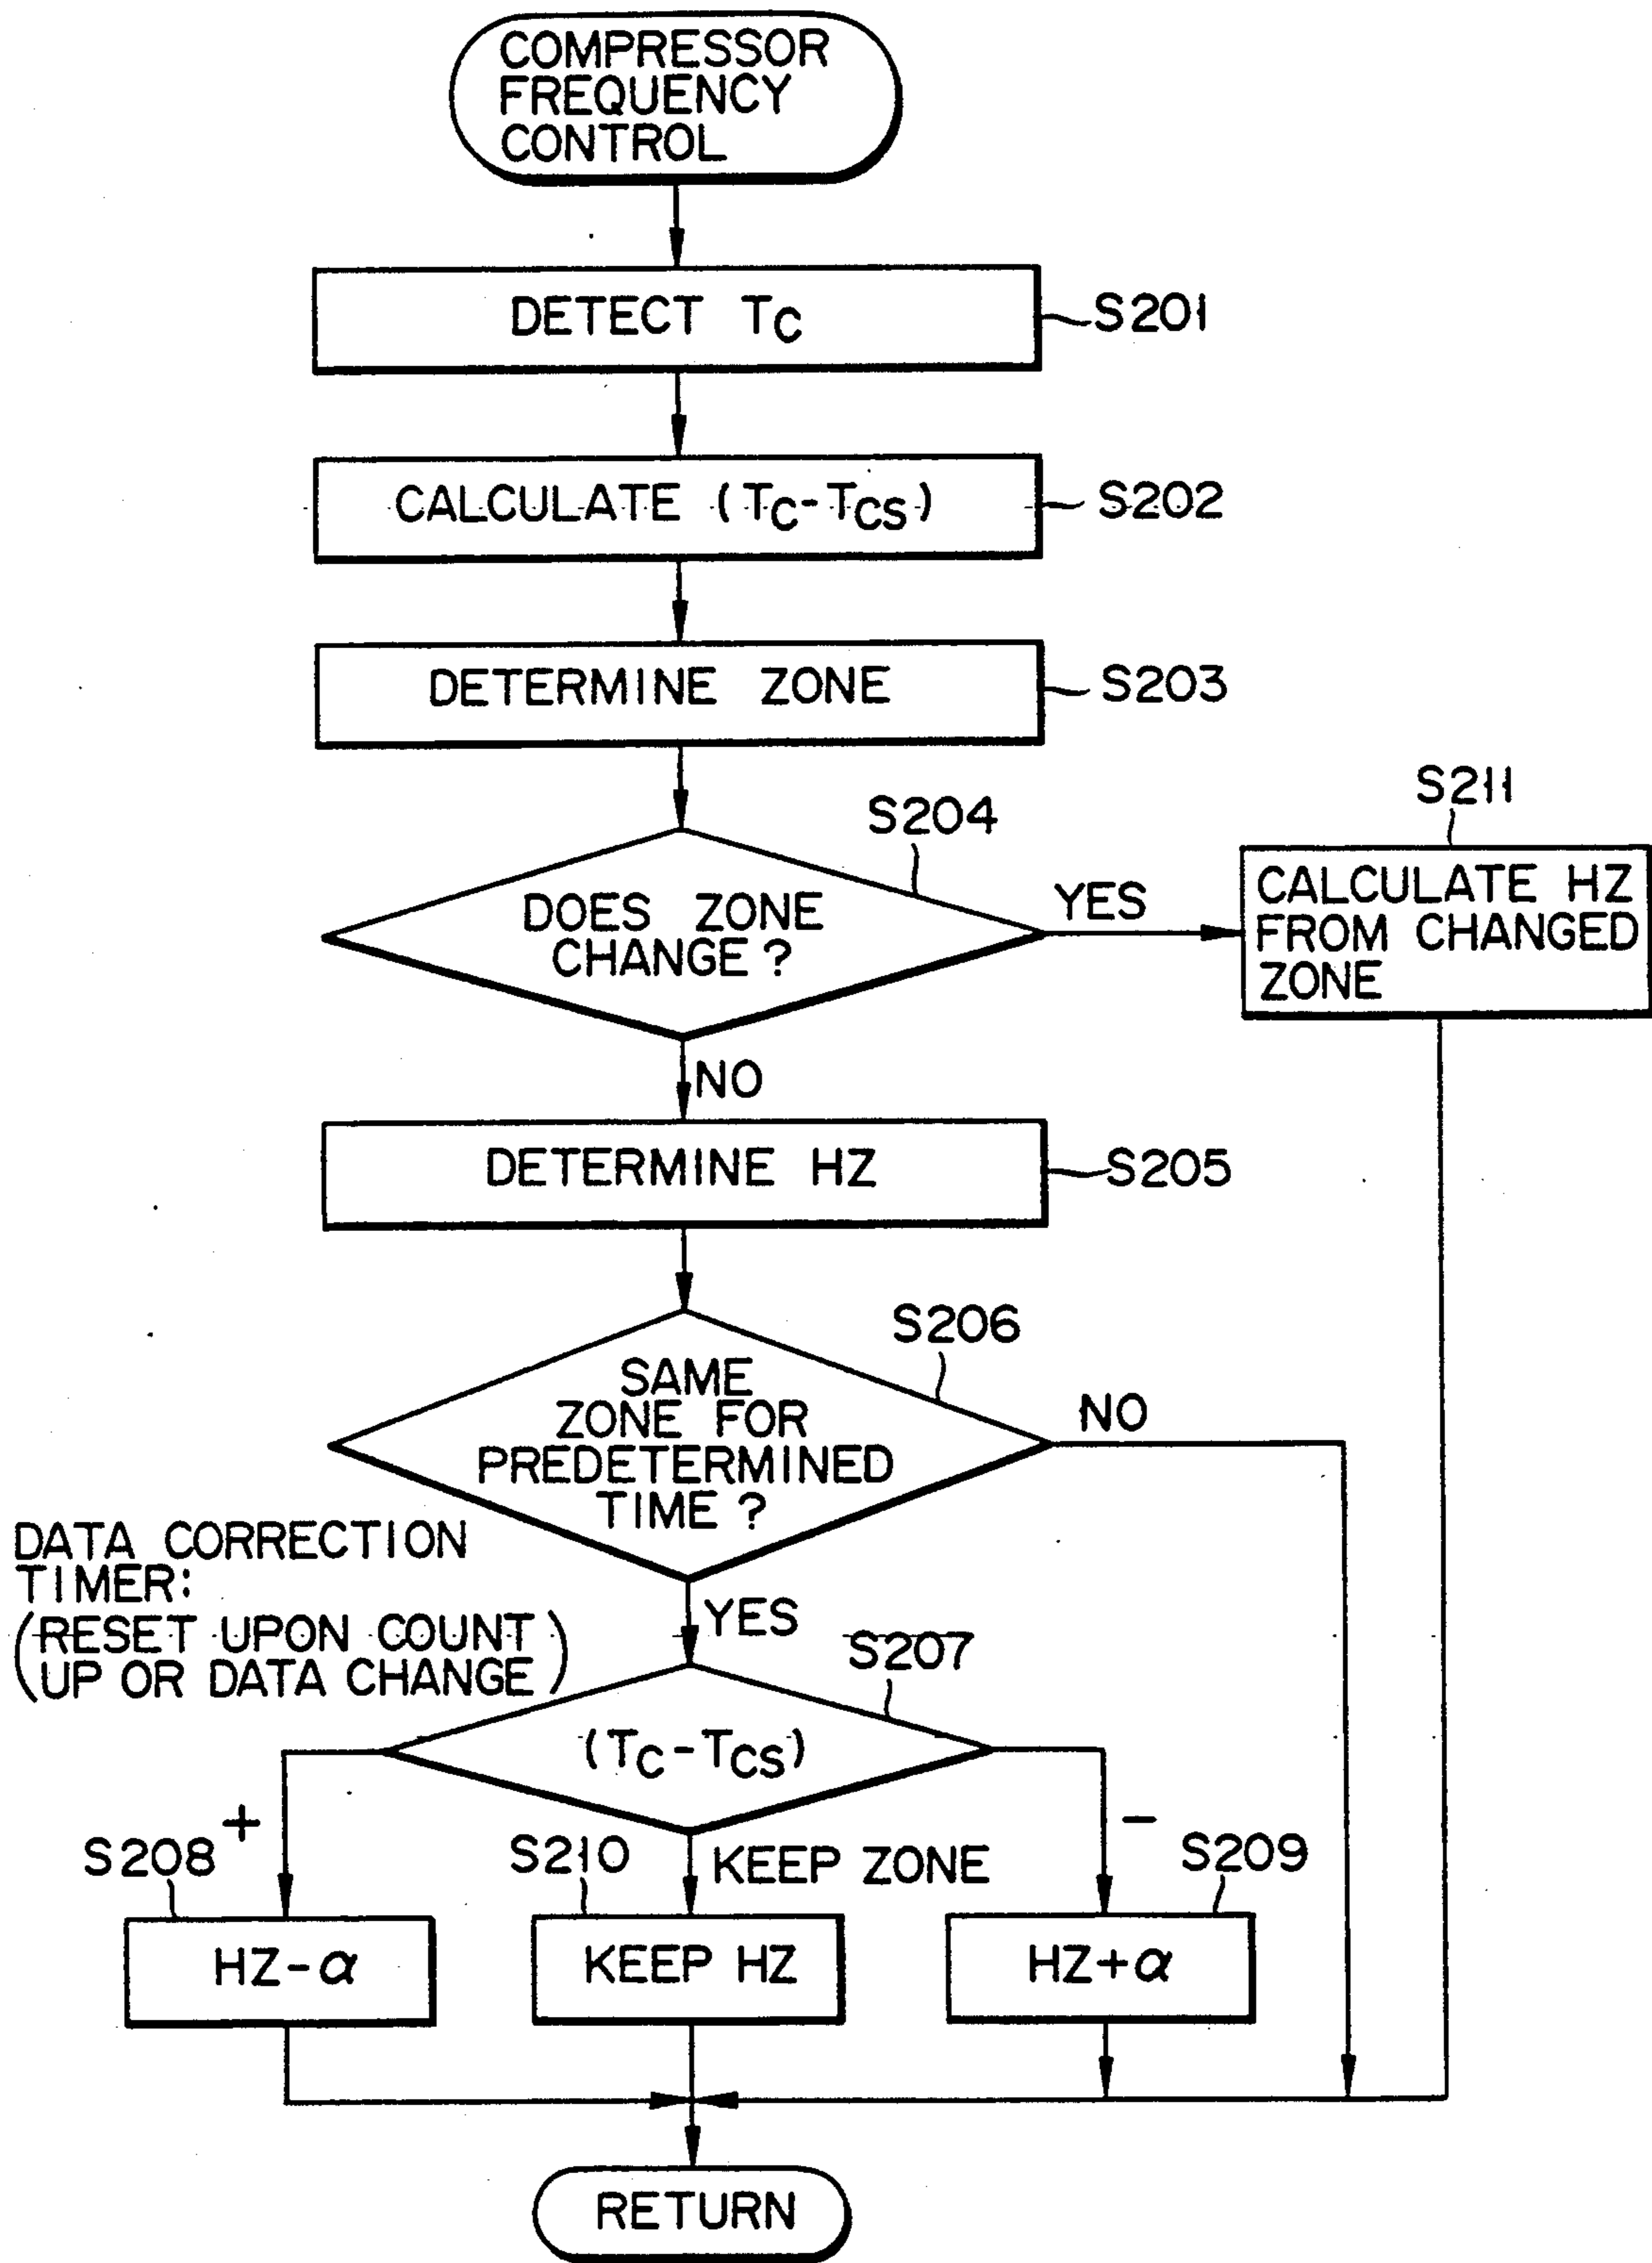 COMPRESSOR
FREQUENCY
CONTROL
DETECT TC
S201
CALCULATE (TC-TCS)
S202
DETERMINE ZONE
S203
S204
DOES ZONE
CHANGE?
YES
S211
CALCULATE HZ
FROM CHANGED
ZONE
NO
DETERMINE HZ
S205
S206
SAME
ZONE FOR
PREDETERMINED
TIME?
NO
DATA CORRECTION
TIMER:
(RESET UPON COUNT
UP OR DATA CHANGE)
YES
S207
(TC-TCS)
+
-
S208
S210
KEEP ZONE
S209
HZ-α
KEEP HZ
HZ+α
RETURN